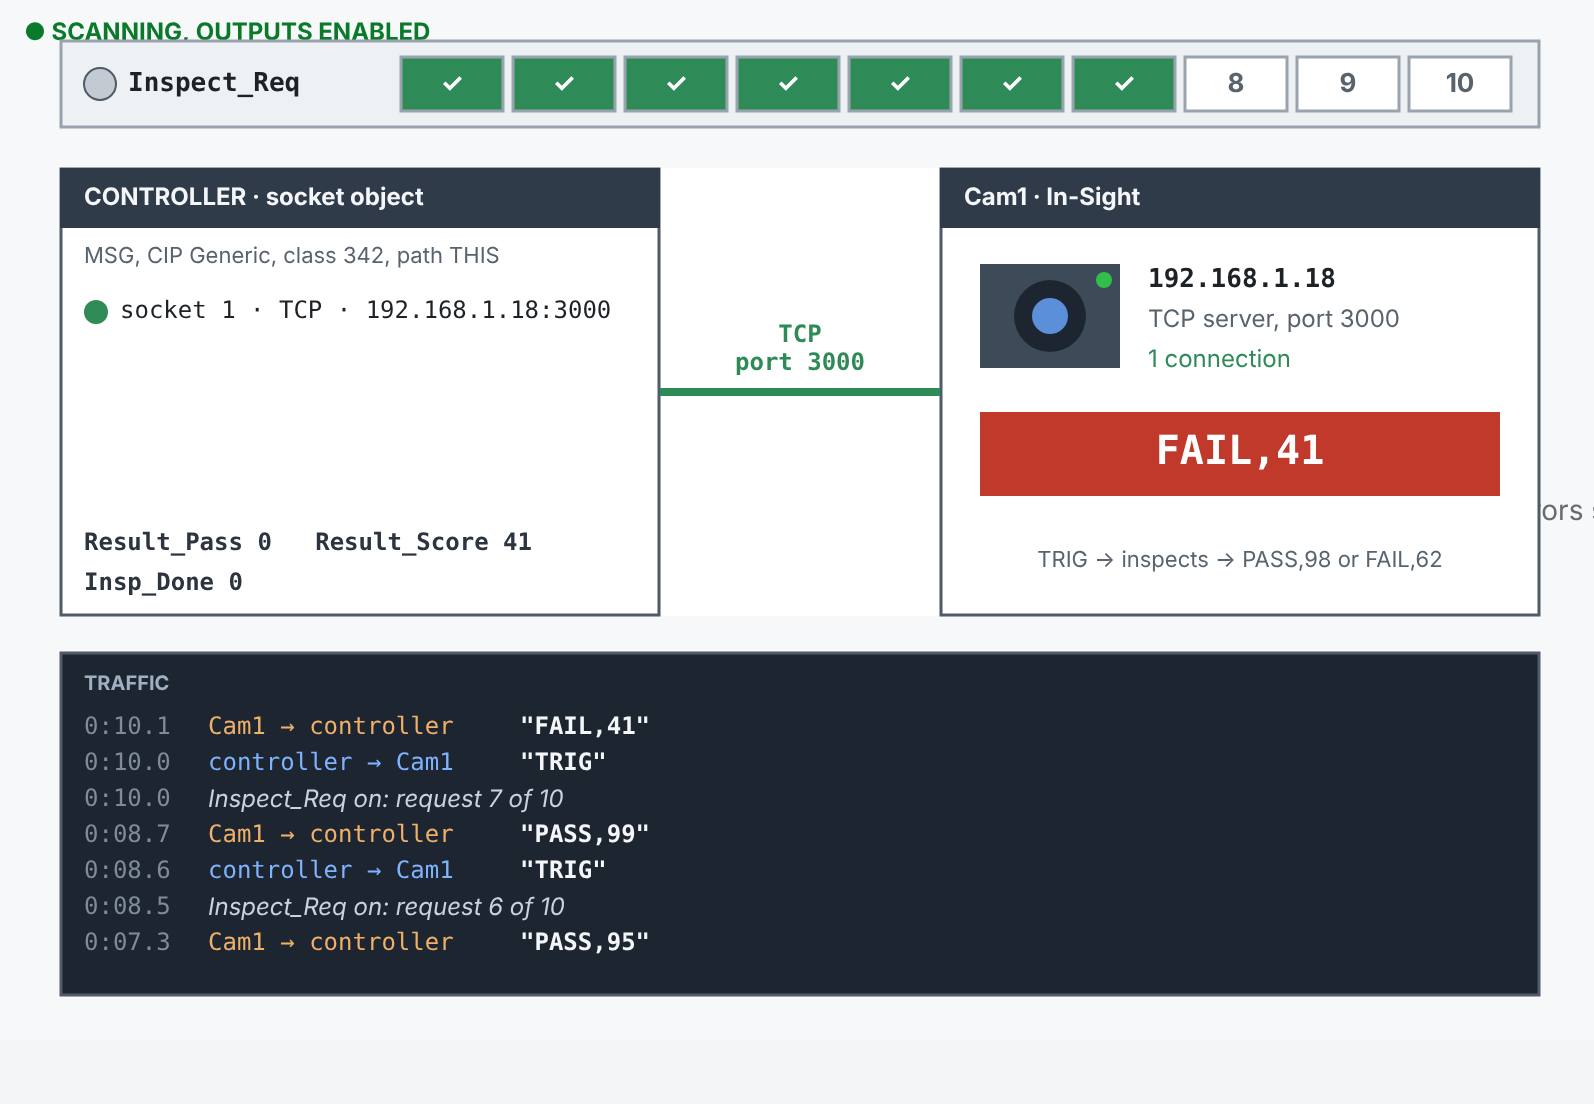 SCANNING, OUTPUTS ENABLED
Inspect_Req
✓ ✓ ✓ ✓ ✓ ✓ ✓ 8 9 10
CONTROLLER · socket object
MSG, CIP Generic, class 342, path THIS
socket 1 · TCP · 192.168.1.18:3000
Result_Pass 0 Result_Score 41
Insp_Done 0
TCP
port 3000
Cam1 · In-Sight
192.168.1.18
TCP server, port 3000
1 connection
FAIL,41
TRIG → inspects → PASS,98 or FAIL,62
TRAFFIC
0:10.1 Cam1 → controller "FAIL,41"
0:10.0 controller → Cam1 "TRIG"
0:10.0 Inspect_Req on: request 7 of 10
0:08.7 Cam1 → controller "PASS,99"
0:08.6 controller → Cam1 "TRIG"
0:08.5 Inspect_Req on: request 6 of 10
0:07.3 Cam1 → controller "PASS,95"